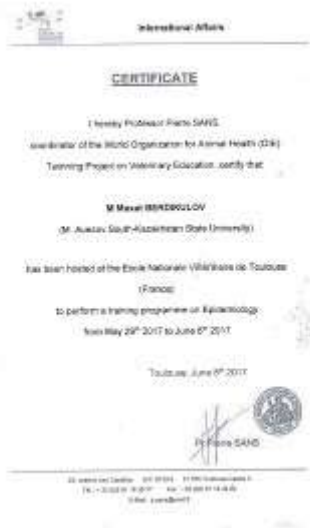 International Affairs
CERTIFICATE
I hereby Professor Pierre SANS
coordinator of the World Organization for Animal Health (OIE)
Twinning Project on Veterinary Education, certify that
M Maxat BERDIKULOV
(M. Auezov South-Kazakhstan State University)
has been hosted at the Ecole Nationale Vétérinaire de Toulouse
(France)
to perform a training programme on Epidemiology
from May 29th 2017 to June 6th 2017
Toulouse, June 6th 2017
Pr Pierre SANS